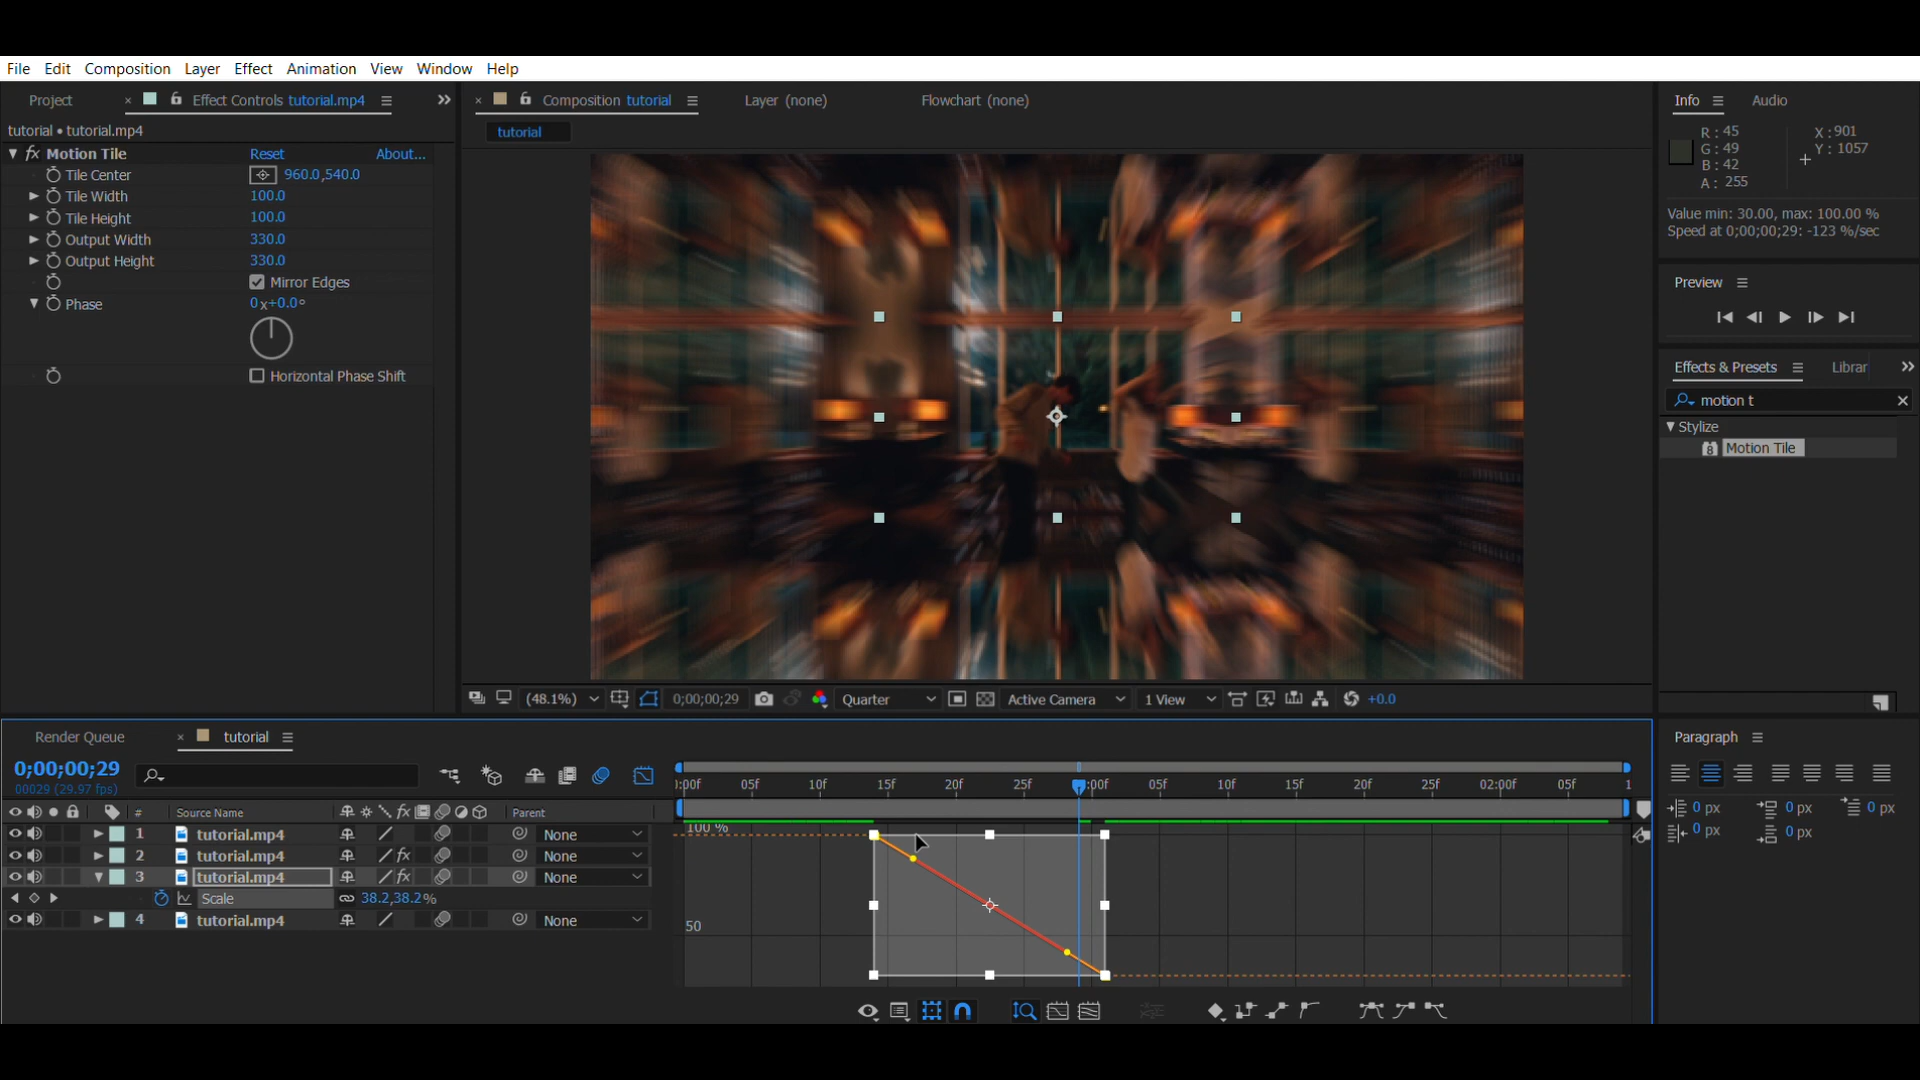 File Edit Composition Layer Effect Animation View Window Help
Project × Effect Controls tutorial.mp4
tutorial • tutorial.mp4
fx Motion Tile Reset About...
Tile Center 960.0,540.0
Tile Width 100.0
Tile Height 100.0
Output Width 330.0
Output Height 330.0
Mirror Edges
Phase 0x+0.0°
Horizontal Phase Shift
× Composition tutorial Layer (none) Flowchart (none)
tutorial
(48.1%) 0;00;00;29 Quarter Active Camera 1 View +0.0
Info Audio
R : 45
G : 49
B : 42
A : 255
X : 901
Y : 1057
Value min: 30.00, max: 100.00 %
Speed at 0;00;00;29: -123 %/sec
Preview
Effects & Presets Librar
motion t
Stylize
8 Motion Tile
Render Queue × tutorial
0;00;00;29
00029 (29.97 fps)
):00f 05f 10f 15f 20f 25f :00f 05f 10f 15f 20f 25f 02:00f 05f 1
# Source Name fx Parent
1 tutorial.mp4 None
2 tutorial.mp4 fx None
3 tutorial.mp4 fx None
Scale 38.2,38.2%
4 tutorial.mp4 None
100 %
50
Paragraph
0 px 0 px 0 px
0 px 0 px